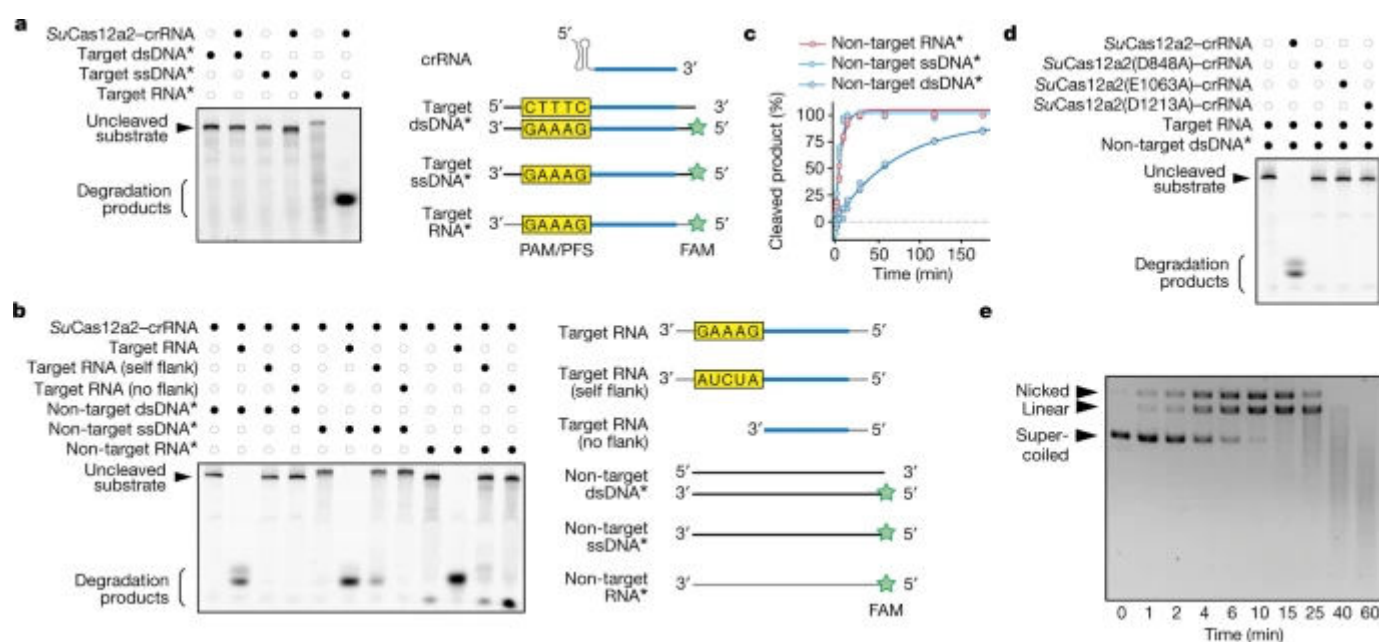 a
SuCas12a2–crRNA
Target dsDNA*
Target ssDNA*
Target RNA*
Uncleaved
substrate
Degradation
products
crRNA
5′
3′
Target
dsDNA*
5′ CTTTC 3′
3′ GAAAG 5′
Target
ssDNA*
3′ GAAAG 5′
Target
RNA*
3′ GAAAG 5′
PAM/PFS
FAM
b
SuCas12a2–crRNA
Target RNA
Target RNA (self flank)
Target RNA (no flank)
Non-target dsDNA*
Non-target ssDNA*
Non-target RNA*
Uncleaved
substrate
Degradation
products
Target RNA 3′ GAAAG 5′
Target RNA
(self flank)
3′ AUCUA 5′
Target RNA
(no flank)
3′ 5′
5′ 3′
Non-target
dsDNA*
3′ 5′
Non-target
ssDNA*
3′ 5′
Non-target
RNA*
3′ 5′
FAM
c
Non-target RNA*
Non-target ssDNA*
Non-target dsDNA*
Cleaved product (%)
100
75
50
25
0
0 50 100 150
Time (min)
d
SuCas12a2–crRNA
SuCas12a2(D848A)–crRNA
SuCas12a2(E1063A)–crRNA
SuCas12a2(D1213A)–crRNA
Target RNA
Non-target dsDNA*
Uncleaved
substrate
Degradation
products
e
Nicked
Linear
Super-
coiled
0 1 2 4 6 10 15 25 40 60
Time (min)